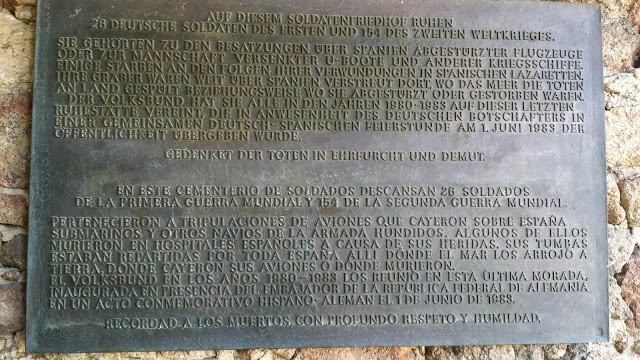 AUF DIESEM SOLDATENFRIEDHOF RUHEN
26 DEUTSCHE SOLDATEN DES ERSTEN UND 154 DES ZWEITEN WELTKRIEGES.
SIE GEHÖRTEN ZU DEN BESATZUNGEN ÜBER SPANIEN ABGESTÜRZTER FLUGZEUGE
ODER ZUR MANNSCHAFT VERSENKTER U-BOOTE UND ANDERER KRIEGSSCHIFFE.
EINIGE STARBEN AN DEN FOLGEN IHRER VERWUNDUNGEN IN SPANISCHEN LAZARETTEN.
IHRE GRÄBER WAREN WEIT ÜBER SPANIEN VERSTREUT DORT, WO DAS MEER DIE TOTEN
AN LAND GESPÜLT BEZIEHUNGSWEISE WO SIE ABGESTÜRZT ODER GESTORBEN WAREN.
DER VOLKSBUND HAT SIE ALLE IN DEN JAHREN 1980-1983 AUF DIESER LETZTEN
RUHESTÄTTE VEREINT, DIE IN ANWESENHEIT DES DEUTSCHEN BOTSCHAFTERS IN
EINER GEMEINSAMEN DEUTSCH-SPANISCHEN FEIERSTUNDE AM 1. JUNI 1983 DER
ÖFFENTLICHKEIT ÜBERGEBEN WURDE.
GEDENKET DER TOTEN IN EHRFURCHT UND DEMUT.
EN ESTE CEMENTERIO DE SOLDADOS DESCANSAN 26 SOLDADOS
DE LA PRIMERA GUERRA MUNDIAL Y 154 DE LA SEGUNDA GUERRA MUNDIAL.
PERTENECIERON A TRIPULACIONES DE AVIONES QUE CAYERON SOBRE ESPAÑA
SUBMARINOS Y OTROS NAVIOS DE LA ARMADA HUNDIDOS. ALGUNOS DE ELLOS
MURIERON EN HOSPITALES ESPAÑOLES A CAUSA DE SUS HERIDAS. SUS TUMBAS
ESTABAN REPARTIDAS POR TODA ESPAÑA ALLI DONDE EL MAR LOS ARROJO A
TIERRA, DONDE CAYERON SUS AVIONES O DONDE MURIERON.
EL VOLKSBUND EN LOS AÑOS 1980-1983 LOS REUNIO EN ESTA ÚLTIMA MORADA,
INAUGURADA EN PRESENCIA DEL EMBAJADOR DE LA REPUBLICA FEDERAL DE ALEMANIA
EN UN ACTO CONMEMORATIVO HISPANO-ALEMAN EL 1 DE JUNIO DE 1983.
RECORDAD A LOS MUERTOS CON PROFUNDO RESPETO Y HUMILDAD.